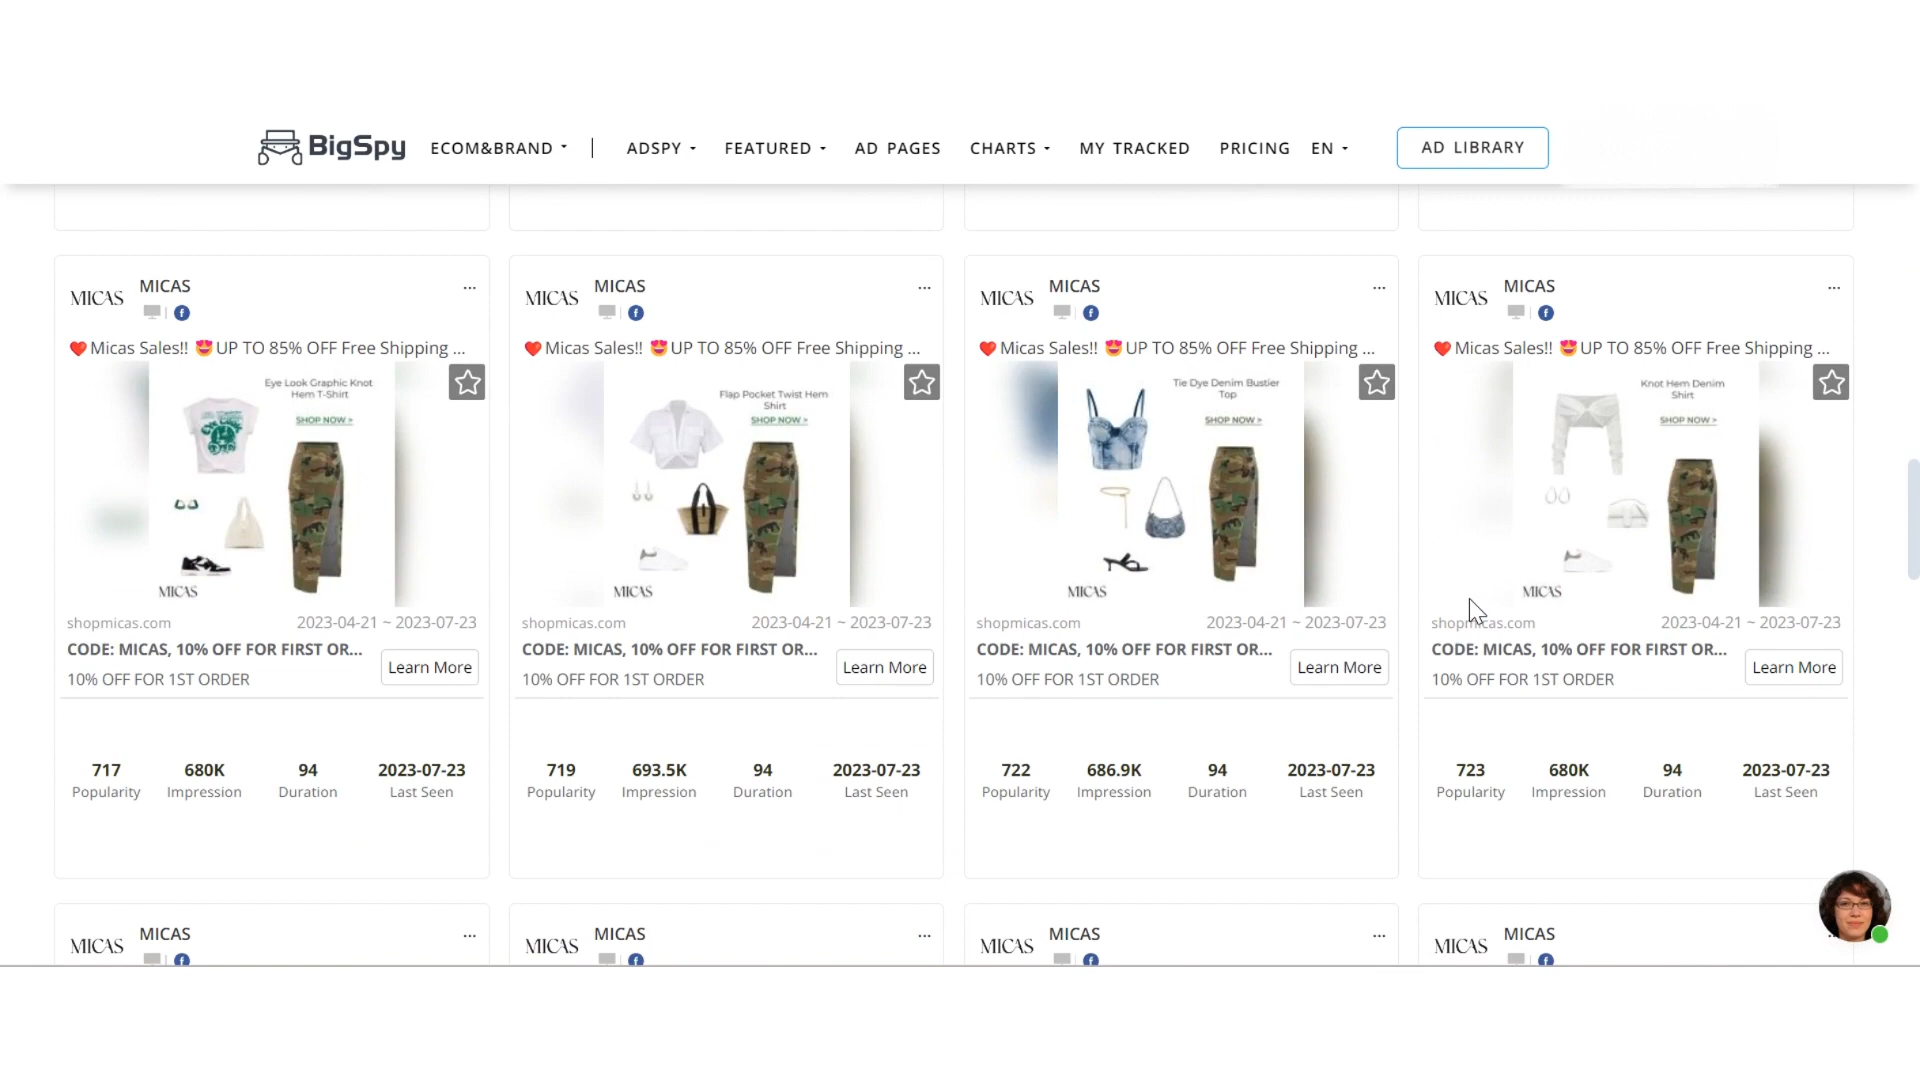 BigSpy ECOM&BRAND | ADSPY FEATURED AD PAGES CHARTS MY TRACKED PRICING EN AD LIBRARY
MICAS MICAS ...
❤️ Micas Sales!! 😍UP TO 85% OFF Free Shipping ...
Eye Look Graphic Knot
Hem T-Shirt
SHOP NOW >
MICAS
shopmicas.com 2023-04-21 ~ 2023-07-23
CODE: MICAS, 10% OFF FOR FIRST OR...
10% OFF FOR 1ST ORDER
Learn More
717 680K 94 2023-07-23
Popularity Impression Duration Last Seen
MICAS MICAS ...
❤️ Micas Sales!! 😍UP TO 85% OFF Free Shipping ...
Flap Pocket Twist Hem
Shirt
SHOP NOW >
MICAS
shopmicas.com 2023-04-21 ~ 2023-07-23
CODE: MICAS, 10% OFF FOR FIRST OR...
10% OFF FOR 1ST ORDER
Learn More
719 693.5K 94 2023-07-23
Popularity Impression Duration Last Seen
MICAS MICAS ...
❤️ Micas Sales!! 😍UP TO 85% OFF Free Shipping ...
Tie Dye Denim Bustier
Top
SHOP NOW >
MICAS
shopmicas.com 2023-04-21 ~ 2023-07-23
CODE: MICAS, 10% OFF FOR FIRST OR...
10% OFF FOR 1ST ORDER
Learn More
722 686.9K 94 2023-07-23
Popularity Impression Duration Last Seen
MICAS MICAS ...
❤️ Micas Sales!! 😍UP TO 85% OFF Free Shipping ...
Knot Hem Denim
Shirt
SHOP NOW >
MICAS
shopmicas.com 2023-04-21 ~ 2023-07-23
CODE: MICAS, 10% OFF FOR FIRST OR...
10% OFF FOR 1ST ORDER
Learn More
723 680K 94 2023-07-23
Popularity Impression Duration Last Seen
MICAS MICAS ...
MICAS MICAS ...
MICAS MICAS ...
MICAS MICAS ...